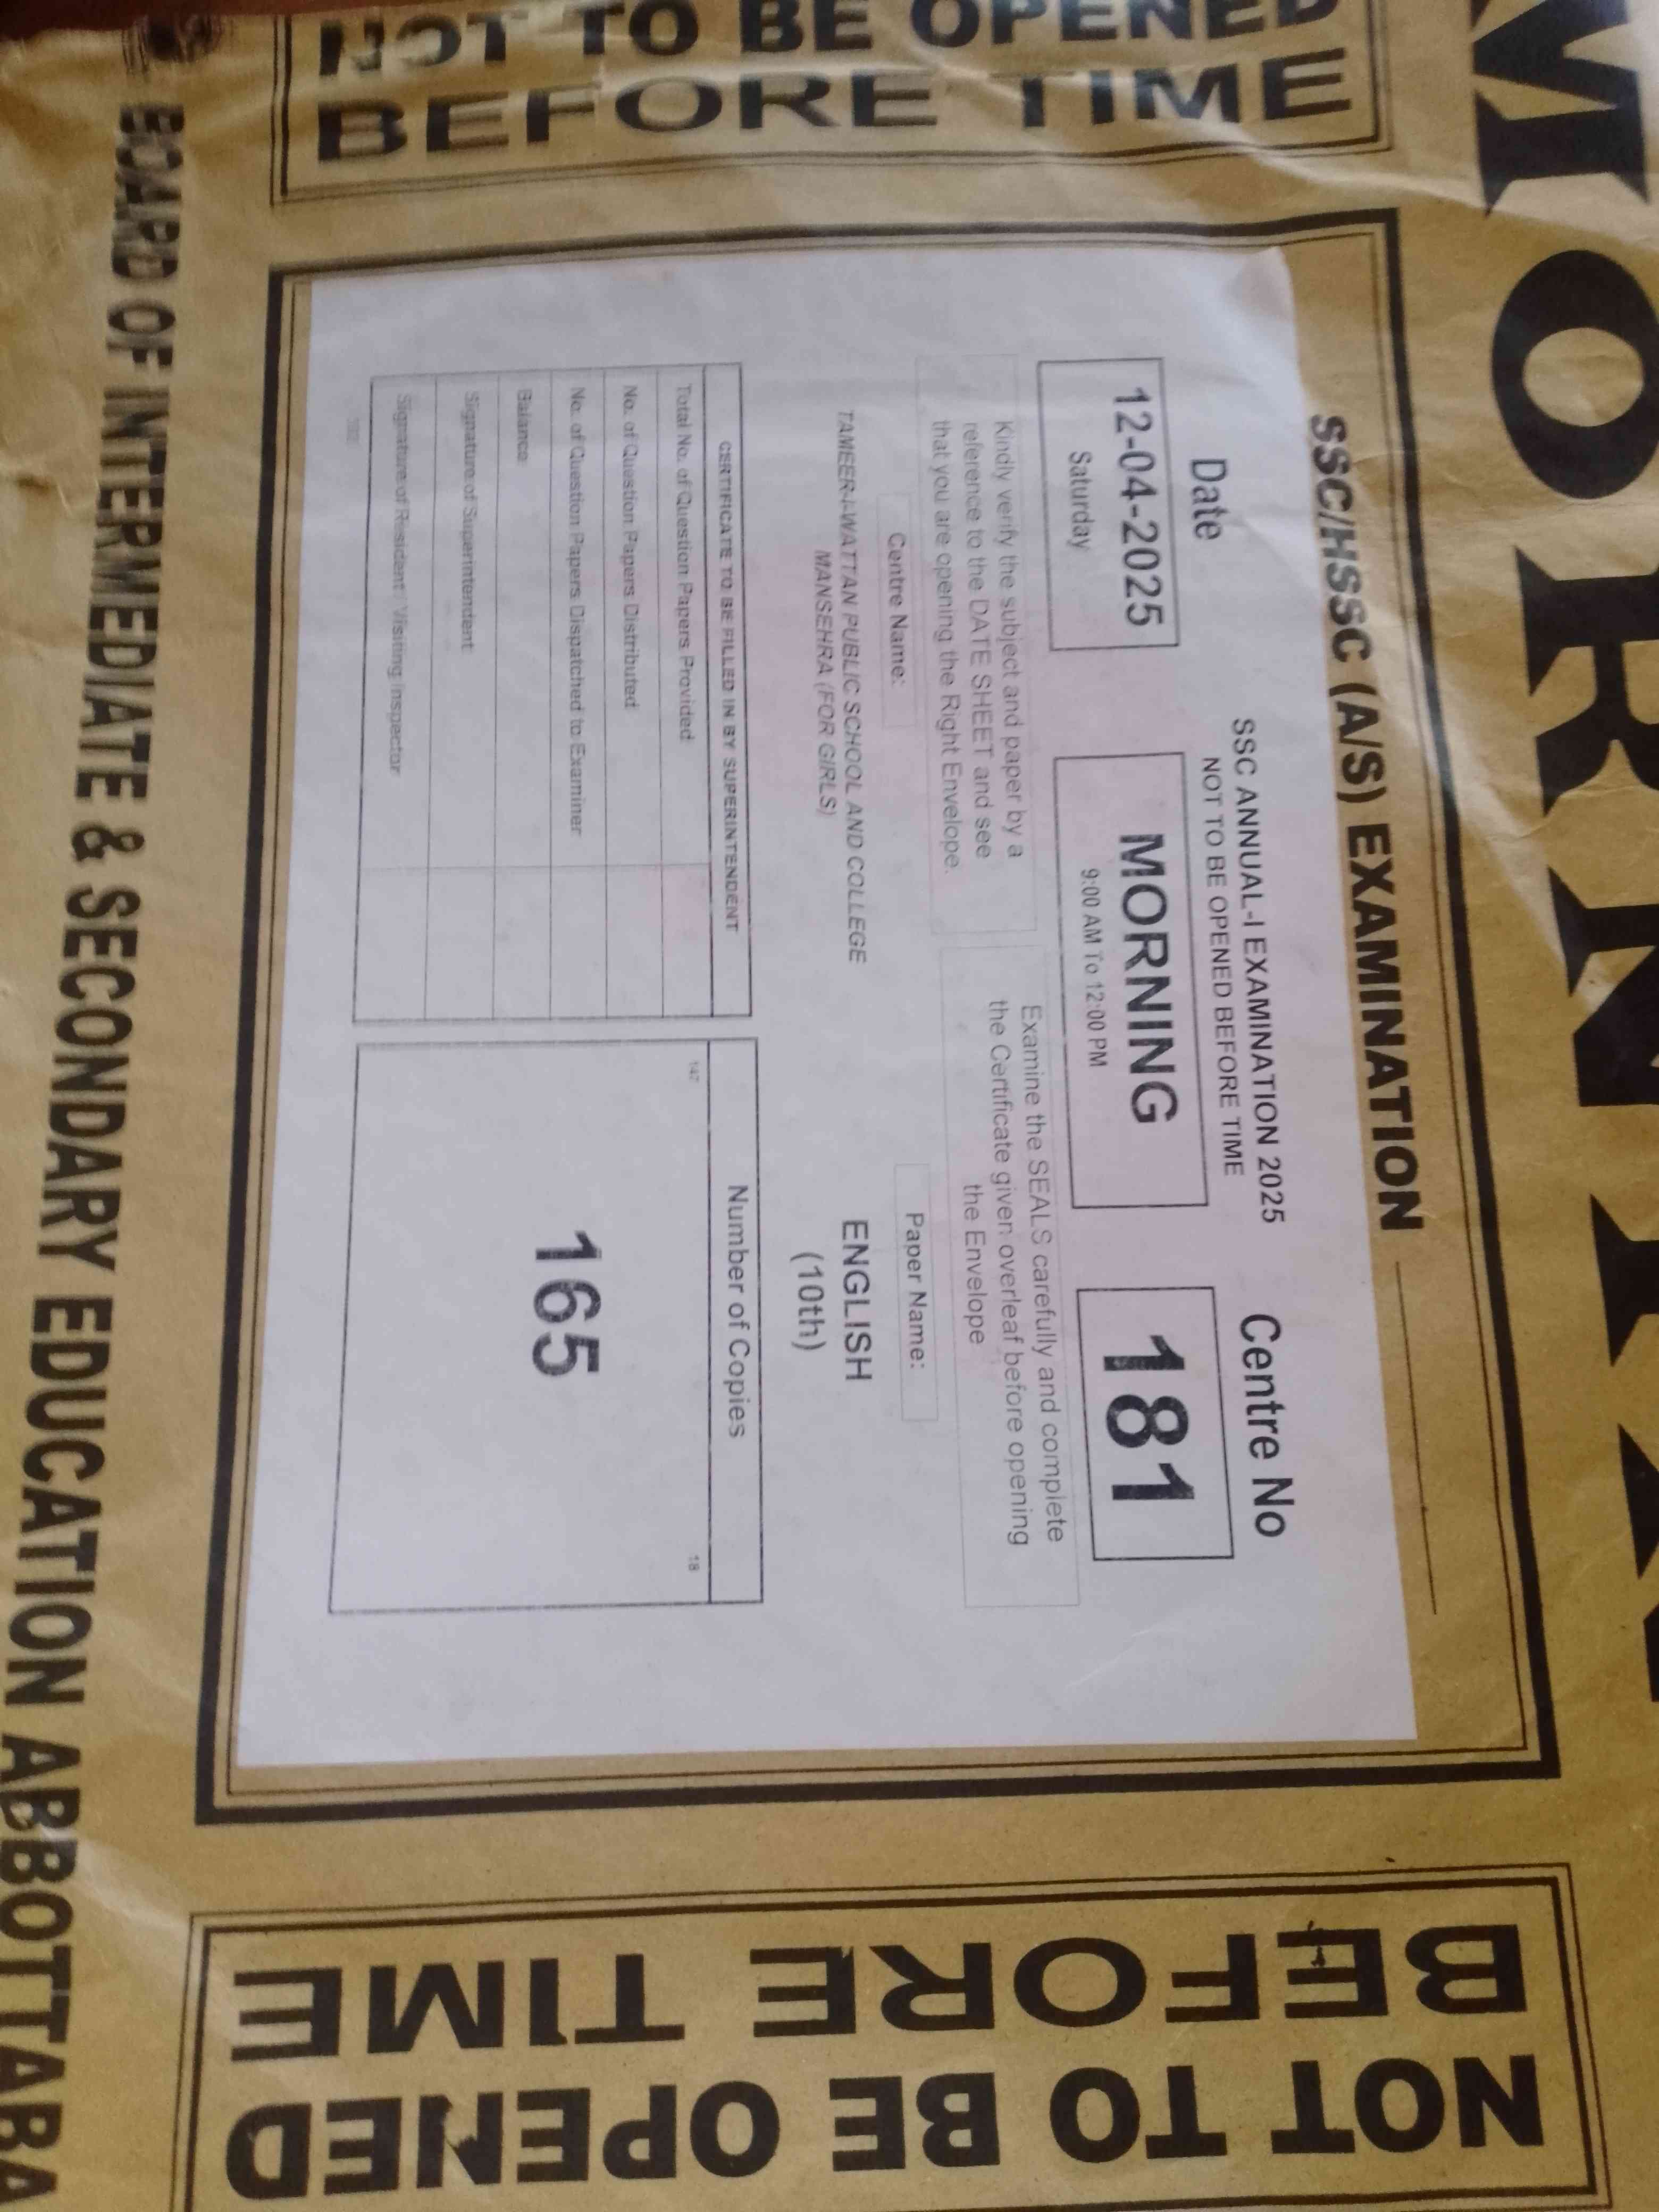 MORNIN
NOT TO BE OPENED
BEFORE TIME
SSC/HSSC (A/S) EXAMINATION
SSC ANNUAL-I EXAMINATION 2025
NOT TO BE OPENED BEFORE TIME
Date
Centre No
12-04-2025
Saturday
MORNING
9:00 AM To 12:00 PM
181
Kindly verify the subject and paper by a
reference to the DATE SHEET and see
that you are opening the Right Envelope.
Examine the SEALS carefully and complete
the Certificate given overleaf before opening
the Envelope
Centre Name:
Paper Name:
TAMEER-I-WATTAN PUBLIC SCHOOL AND COLLEGE
MANSEHRA (FOR GIRLS)
ENGLISH
(10th)
CERTIFICATE TO BE FILLED IN BY SUPERINTENDENT
Total No. of Question Papers Provided
No. of Question Papers Distributed
No. of Question Papers Dispatched to Examiner
Balance
Signature of Superintendent
Signature of Resident / Visiting Inspector
Number of Copies
147
18
165
NOT TO BE OPENED
BEFORE TIME
BOARD OF INTERMEDIATE & SECONDARY EDUCATION ABBOTTABA